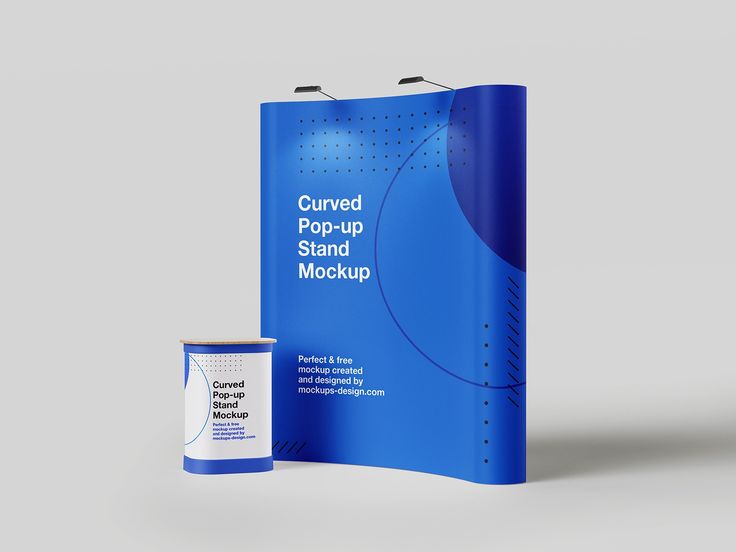 Curved
Pop-up
Stand
Mockup
Perfect & free
mockup created
and designed by
mockups-design.com
Curved
Pop-up
Stand
Mockup
Perfect & free
mockup created
and designed by
mockups-design.com